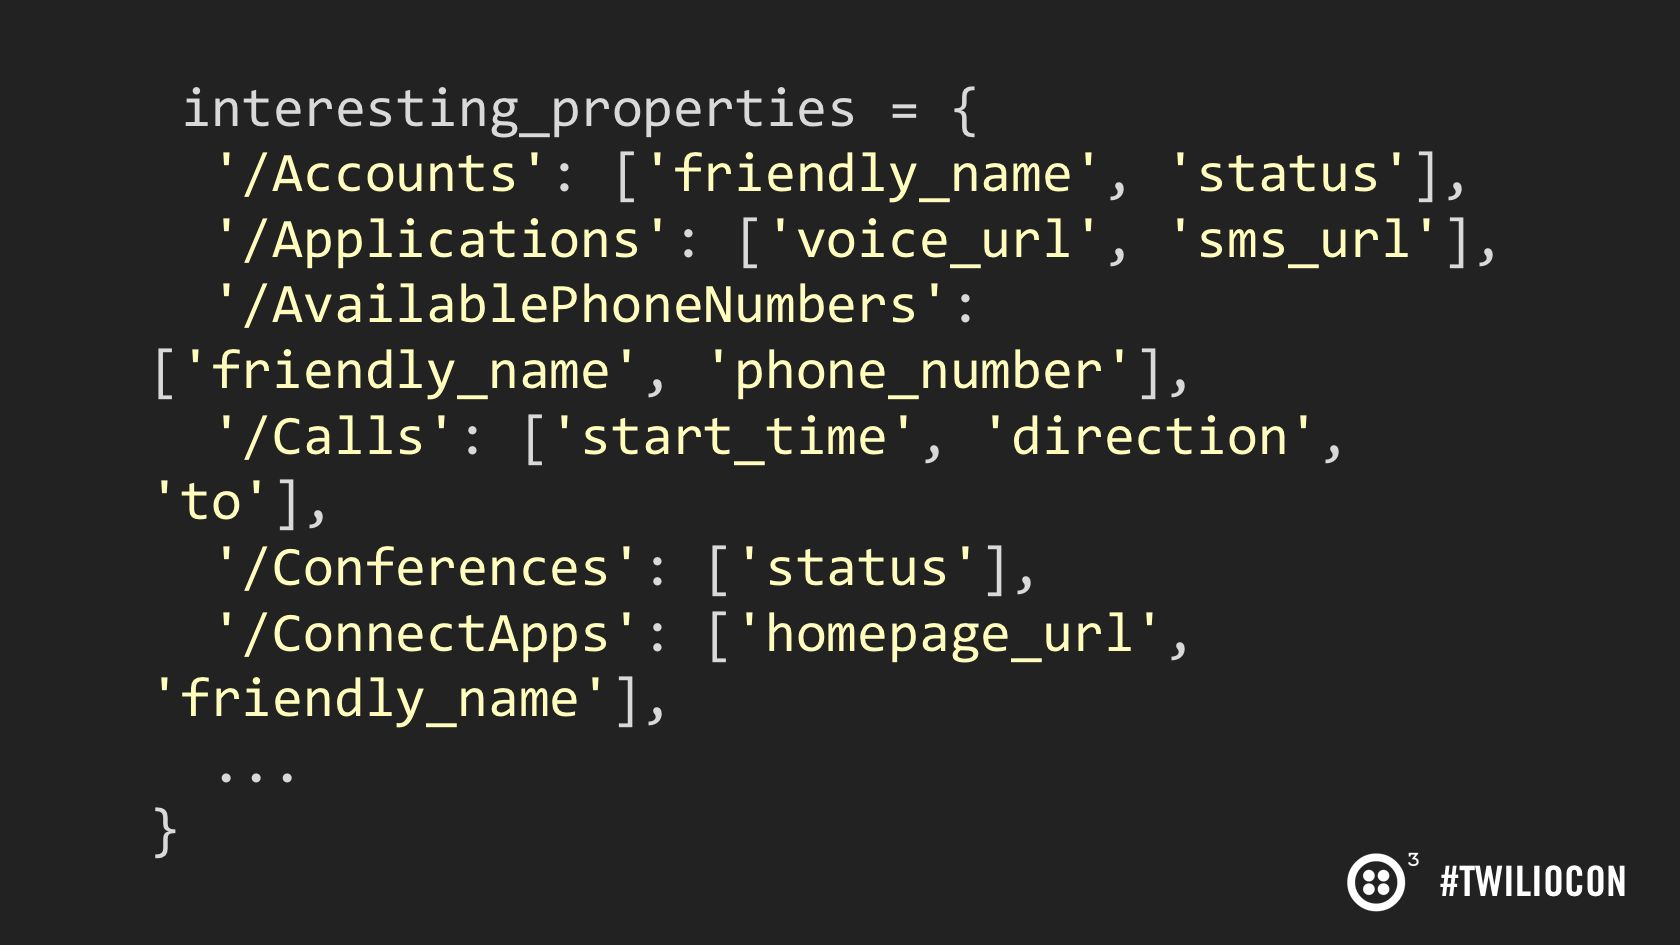 interesting_properties = {
'/Accounts': ['friendly_name', 'status'],
'/Applications': ['voice_url', 'sms_url'],
'/AvailablePhoneNumbers':
['friendly_name', 'phone_number'],
'/Calls': ['start_time', 'direction',
'to'],
'/Conferences': ['status'],
'/ConnectApps': ['homepage_url',
'friendly_name'],
...
}
3
#TWILIOCON